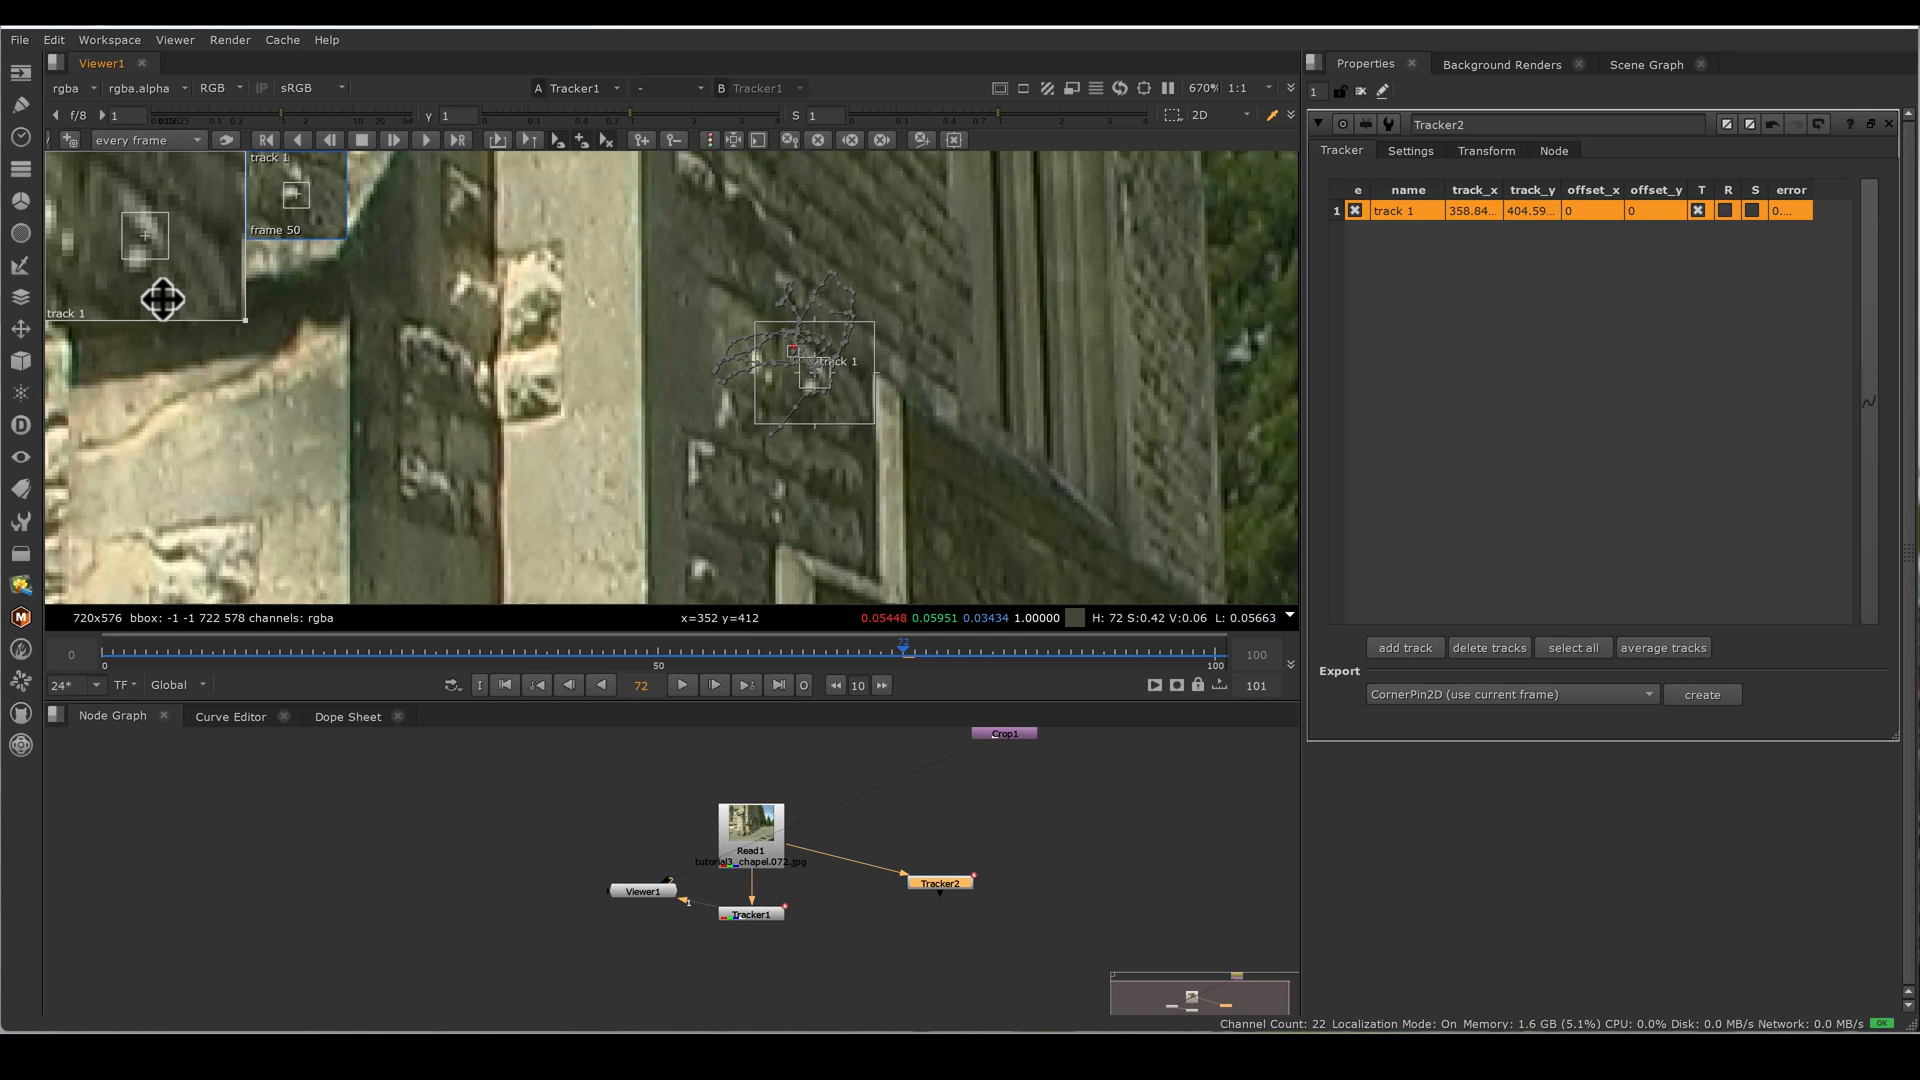 File Edit Workspace Viewer Render Cache Help
Viewer1
Properties Background Renders Scene Graph
rgba rgba.alpha RGB IP sRGB A Tracker1 - B Tracker1 670% 1:1
1
f/8 1 γ 1 S 1 2D
every frame
Tracker2
Tracker Settings Transform Node
e name track_x track_y offset_x offset_y T R S error
1 track 1 358.84... 404.59... 0 0 0....
track 1
frame 50
track 1
track 1
720x576 bbox: -1 -1 722 578 channels: rgba x=352 y=412 0.05448 0.05951 0.03434 1.00000 H: 72 S:0.42 V:0.06 L: 0.05663
add track delete tracks select all average tracks
72
0 0 50 100 100
Export
24* TF Global I 72 O 10 101
CornerPin2D (use current frame) create
Node Graph Curve Editor Dope Sheet
Crop1
Read1
tutorial3_chapel.072.jpg
Tracker2
Viewer1
2
1
Tracker1
Channel Count: 22 Localization Mode: On Memory: 1.6 GB (5.1%) CPU: 0.0% Disk: 0.0 MB/s Network: 0.0 MB/s OK